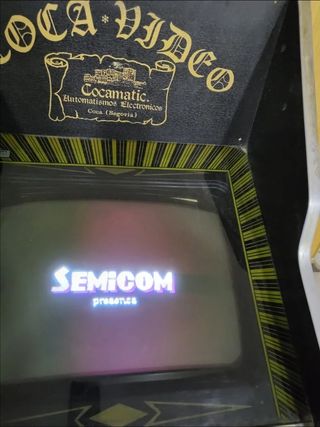 COCA*VIDEO
Cocamatic.
Automatismos Electronicos
Coca (Segovia)
SEMiCOM
presents